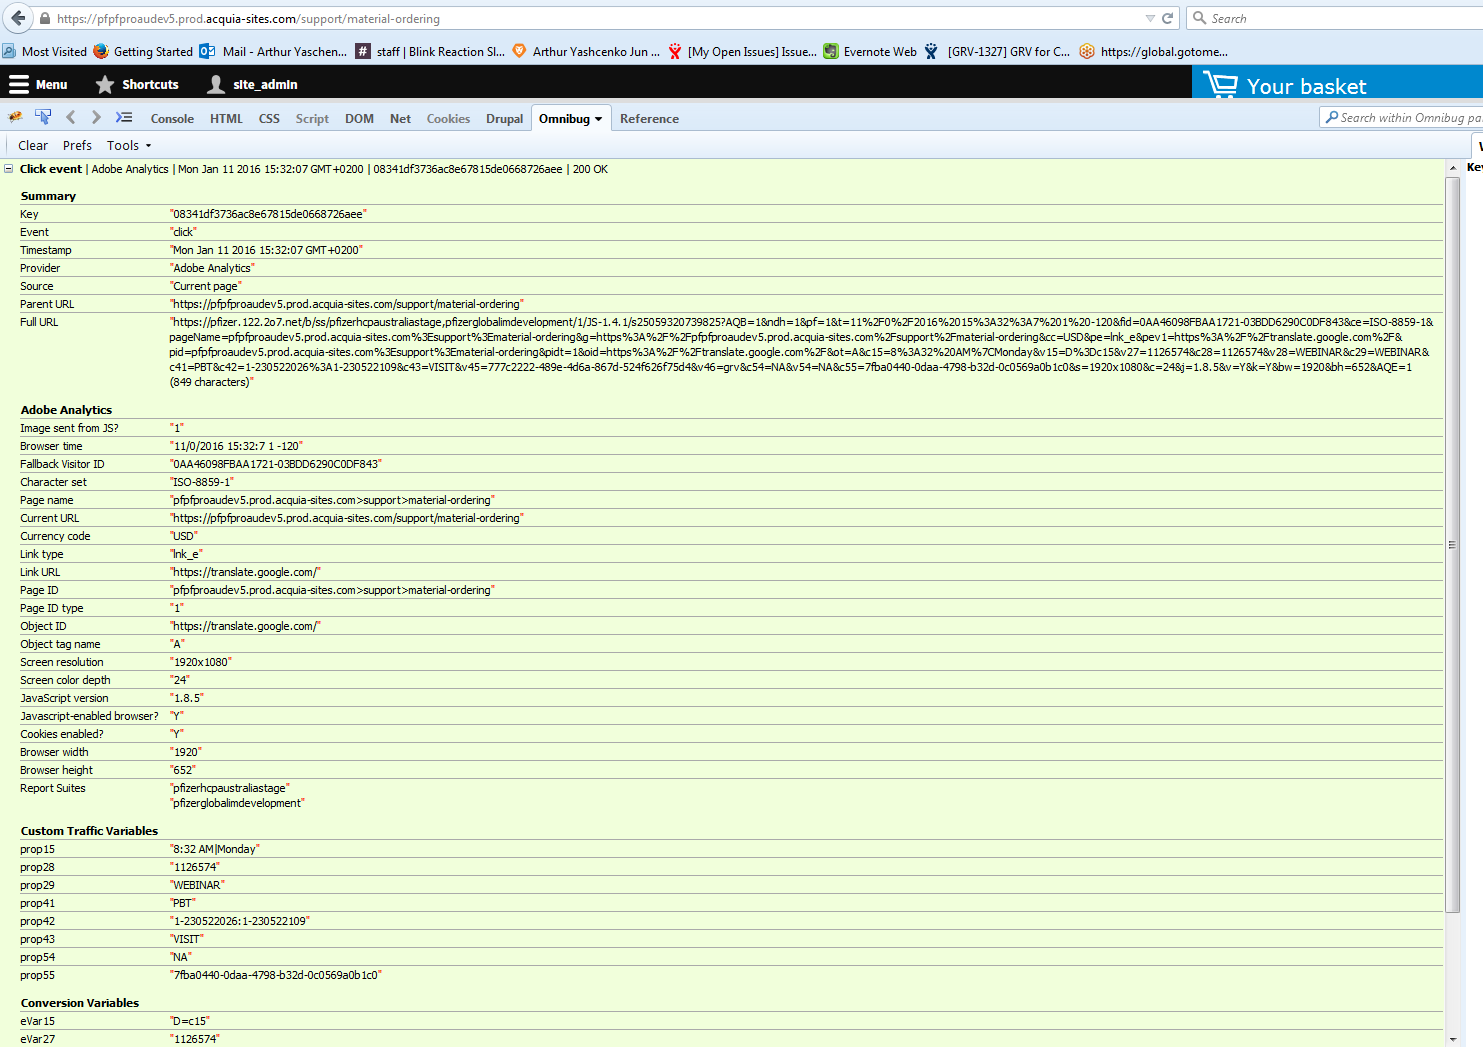 https://pfpfproaudev5.prod.acquia-sites.com/support/material-ordering Search
Most Visited Getting Started Mail - Arthur Yaschen... staff | Blink Reaction Sl... Arthur Yashcenko Jun ... [My Open Issues] Issue... Evernote Web [GRV-1327] GRV for C... https://global.gotome...
Menu Shortcuts site_admin Your basket
Console HTML CSS Script DOM Net Cookies Drupal Omnibug Reference Search within Omnibug pa
Clear Prefs Tools
Click event | Adobe Analytics | Mon Jan 11 2016 15:32:07 GMT+0200 | 08341df3736ac8e67815de0668726aee | 200 OK Key
Summary
Key "08341df3736ac8e67815de0668726aee"
Event "click"
Timestamp "Mon Jan 11 2016 15:32:07 GMT+0200"
Provider "Adobe Analytics"
Source "Current page"
Parent URL "https://pfpfproaudev5.prod.acquia-sites.com/support/material-ordering"
Full URL "https://pfizer.122.2o7.net/b/ss/pfizerhcpaustraliastage,pfizerglobalimdevelopment/1/JS-1.4.1/s25059320739825?AQB=1&ndh=1&pf=1&t=11%2F0%2F2016%2015%3A32%3A7%201%20-120&fid=0AA46098FBAA1721-03BDD6290C0DF843&ce=ISO-8859-1&
pageName=pfpfproaudev5.prod.acquia-sites.com%3Esupport%3Ematerial-ordering&g=https%3A%2F%2Fpfpfproaudev5.prod.acquia-sites.com%2Fsupport%2Fmaterial-ordering&cc=USD&pe=lnk_e&pev1=https%3A%2F%2Ftranslate.google.com%2F&
pid=pfpfproaudev5.prod.acquia-sites.com%3Esupport%3Ematerial-ordering&pidt=1&oid=https%3A%2F%2Ftranslate.google.com%2F&ot=A&c15=8%3A32%20AM%7CMonday&v15=D%3Dc15&v27=1126574&c28=1126574&v28=WEBINAR&c29=WEBINAR&
c41=PBT&c42=1-230522026%3A1-230522109&c43=VISIT&v45=777c2222-489e-4d6a-867d-524f626f75d4&v46=grv&c54=NA&v54=NA&c55=7fba0440-0daa-4798-b32d-0c0569a0b1c0&s=1920x1080&c=24&j=1.8.5&v=Y&k=Y&bw=1920&bh=652&AQE=1
(849 characters)"
Adobe Analytics
Image sent from JS? "1"
Browser time "11/0/2016 15:32:7 1 -120"
Fallback Visitor ID "0AA46098FBAA1721-03BDD6290C0DF843"
Character set "ISO-8859-1"
Page name "pfpfproaudev5.prod.acquia-sites.com>support>material-ordering"
Current URL "https://pfpfproaudev5.prod.acquia-sites.com/support/material-ordering"
Currency code "USD"
Link type "lnk_e"
Link URL "https://translate.google.com/"
Page ID "pfpfproaudev5.prod.acquia-sites.com>support>material-ordering"
Page ID type "1"
Object ID "https://translate.google.com/"
Object tag name "A"
Screen resolution "1920x1080"
Screen color depth "24"
JavaScript version "1.8.5"
Javascript-enabled browser? "Y"
Cookies enabled? "Y"
Browser width "1920"
Browser height "652"
Report Suites "pfizerhcpaustraliastage"
"pfizerglobalimdevelopment"
Custom Traffic Variables
prop15 "8:32 AM|Monday"
prop28 "1126574"
prop29 "WEBINAR"
prop41 "PBT"
prop42 "1-230522026:1-230522109"
prop43 "VISIT"
prop54 "NA"
prop55 "7fba0440-0daa-4798-b32d-0c0569a0b1c0"
Conversion Variables
eVar15 "D=c15"
eVar27 "1126574"